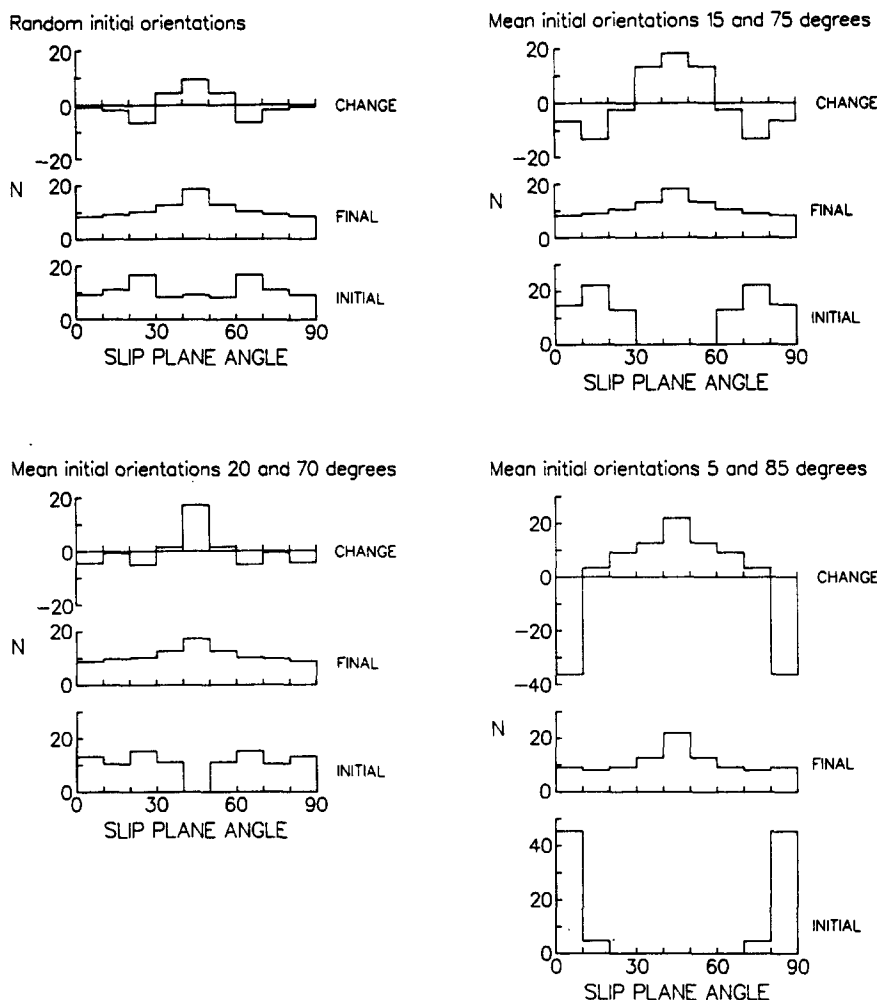 Random initial orientations
20
0
-20
CHANGE
N
20
0
FINAL
20
0
INITIAL
0 30 60 90
SLIP PLANE ANGLE
Mean initial orientations 15 and 75 degrees
20
0
-20
CHANGE
N
20
0
FINAL
20
0
INITIAL
0 30 60 90
SLIP PLANE ANGLE
Mean initial orientations 20 and 70 degrees
20
0
-20
CHANGE
N
20
0
FINAL
20
0
INITIAL
0 30 60 90
SLIP PLANE ANGLE
Mean initial orientations 5 and 85 degrees
20
0
-20
-40
CHANGE
N
20
0
FINAL
40
20
0
INITIAL
0 30 60 90
SLIP PLANE ANGLE